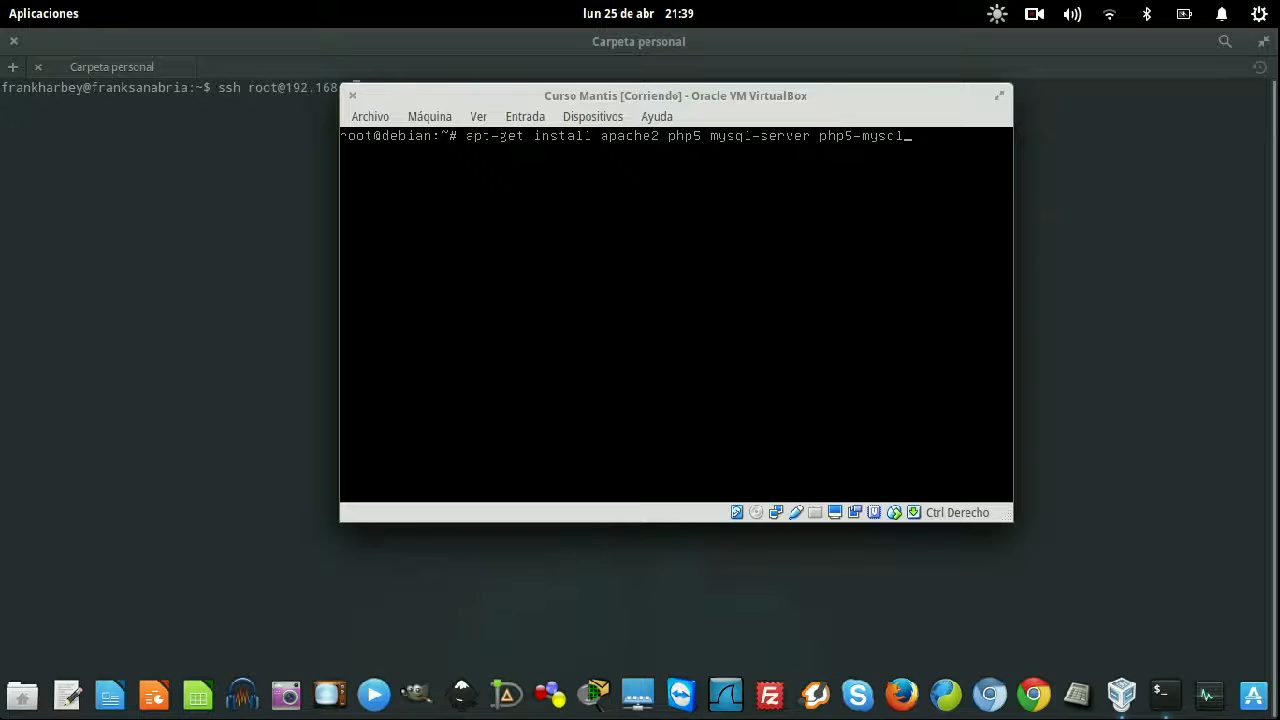 Aplicaciones
lun 25 de abr 21:39
Carpeta personal
Carpeta personal
frankharbey@franksanabria:~$ ssh root@192.168
Curso Mantis [Corriendo] - Oracle VM VirtualBox
Archivo Máquina Ver Entrada Dispositivos Ayuda
root@debian:~# apt-get install apache2 php5 mysql-server php5-mysql_
Ctrl Derecho